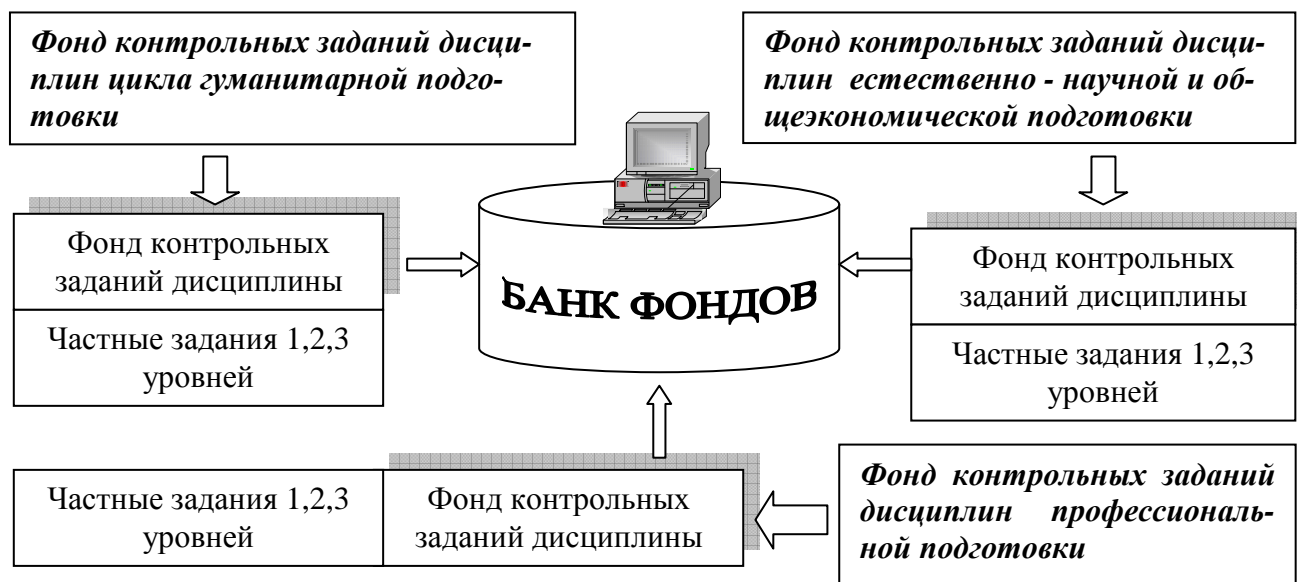 Фонд контрольных заданий дисци-
плин цикла гуманитарной подго-
товки
Фонд контрольных заданий дисци-
плин естественно - научной и об-
щеэкономической подготовки
Фонд контрольных
заданий дисциплины
Частные задания 1,2,3
уровней
БАНК ФОНДОВ
Фонд контрольных
заданий дисциплины
Частные задания 1,2,3
уровней
Частные задания 1,2,3
уровней
Фонд контрольных
заданий дисциплины
Фонд контрольных заданий
дисциплин профессиональ-
ной подготовки